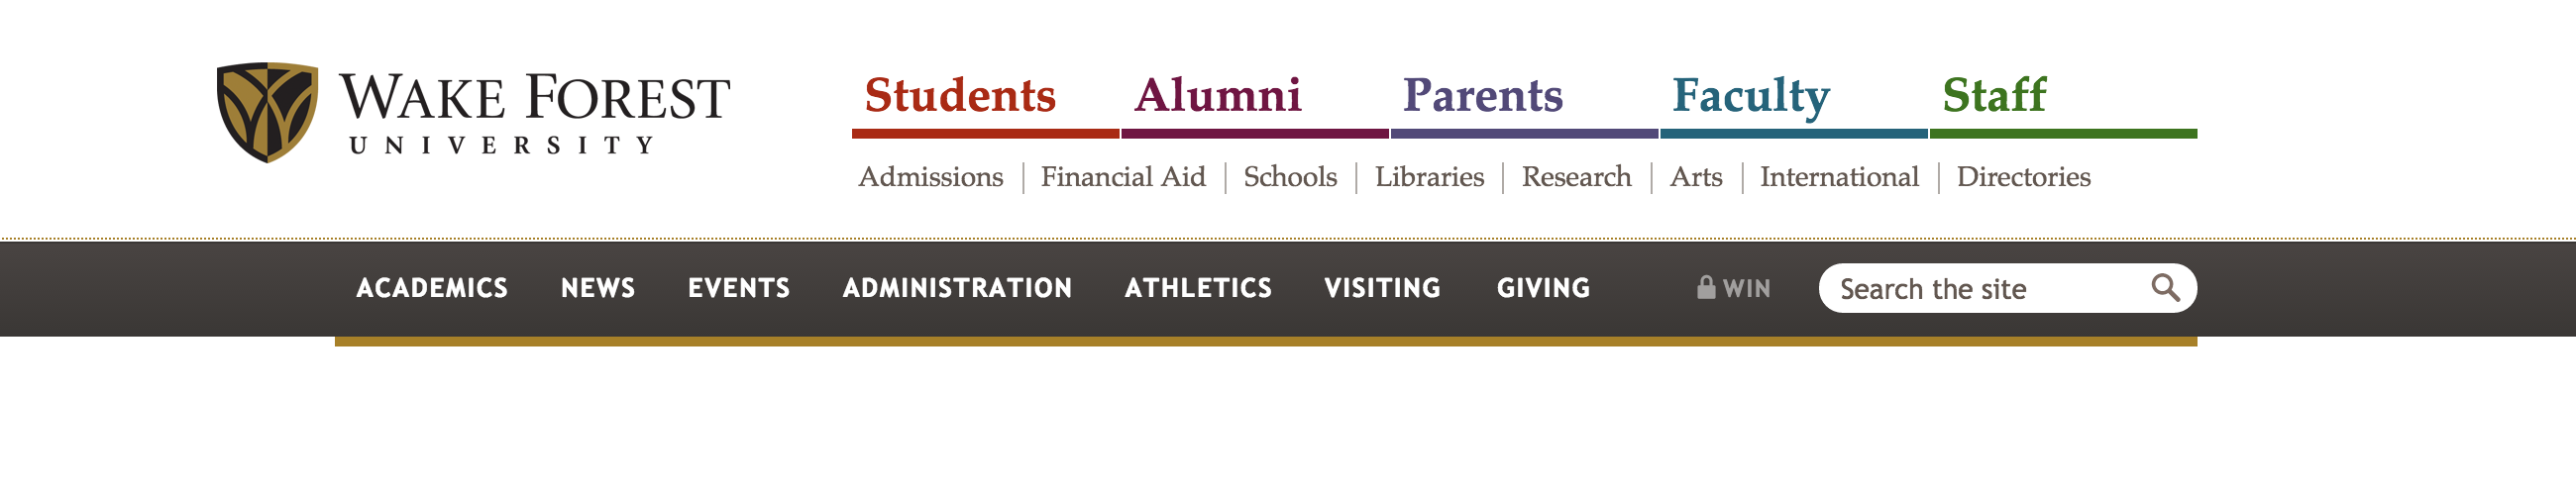 WAKE FOREST
UNIVERSITY
Students Alumni Parents Faculty Staff
Admissions Financial Aid Schools Libraries Research Arts International Directories
ACADEMICS NEWS EVENTS ADMINISTRATION ATHLETICS VISITING GIVING WIN Search the site